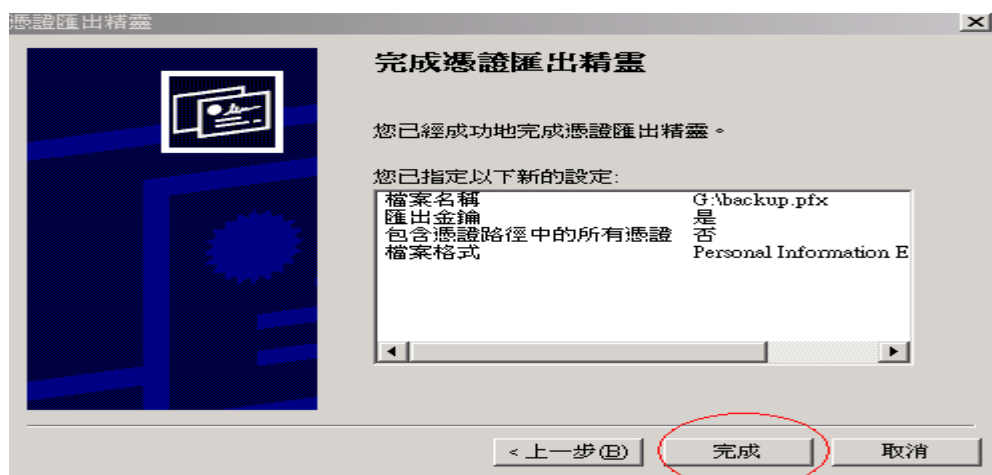 憑證匯出精靈
完成憑證匯出精靈
您已經成功地完成憑證匯出精靈。
您已指定以下新的設定:
檔案名稱 G:\backup.pfx
匯出金鑰 是
包含憑證路徑中的所有憑證 否
檔案格式 Personal Information E
<上一步(B) 完成 取消